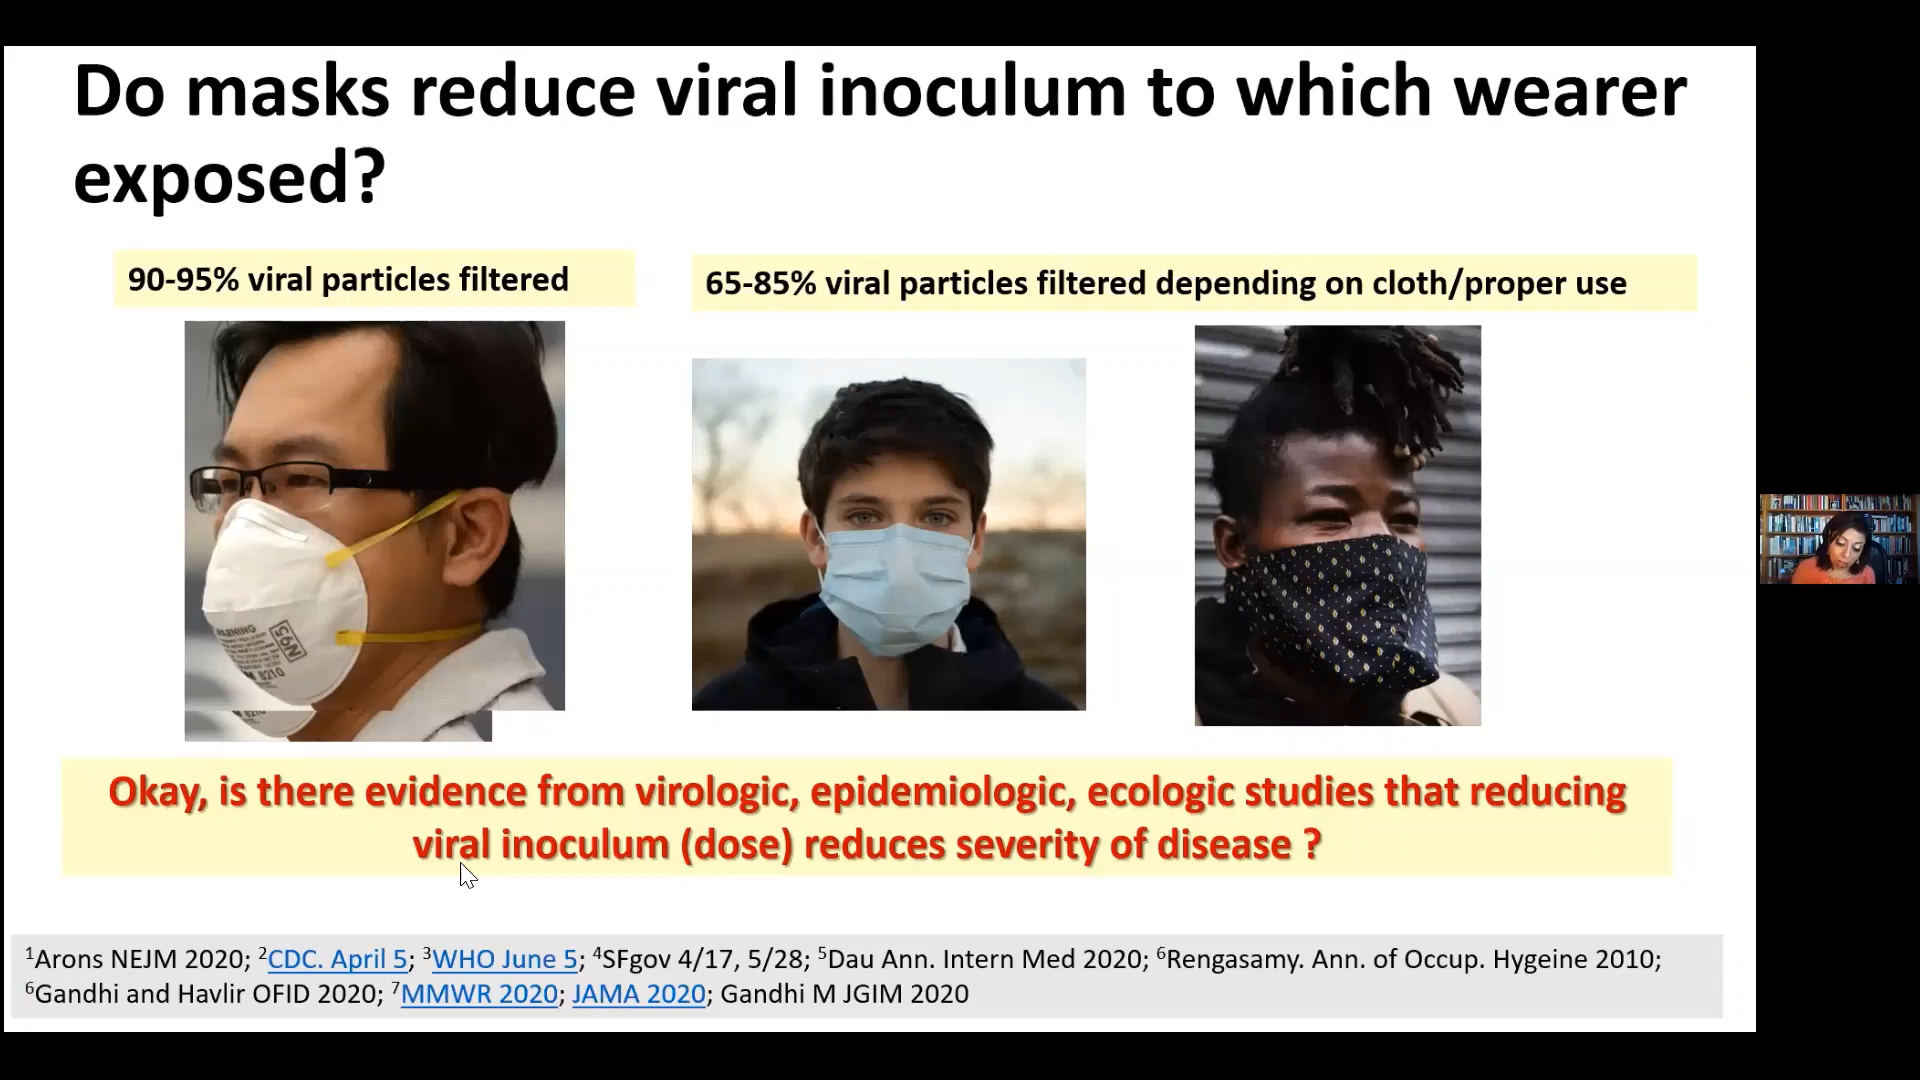 Do masks reduce viral inoculum to which wearer
exposed?
90-95% viral particles filtered
65-85% viral particles filtered depending on cloth/proper use
WARNING
N95
8210
Okay, is there evidence from virologic, epidemiologic, ecologic studies that reducing
viral inoculum (dose) reduces severity of disease ?
¹Arons NEJM 2020; ²CDC. April 5; ³WHO June 5; ⁴SFgov 4/17, 5/28; ⁵Dau Ann. Intern Med 2020; ⁶Rengasamy. Ann. of Occup. Hygeine 2010;
⁶Gandhi and Havlir OFID 2020; ⁷MMWR 2020; JAMA 2020; Gandhi M JGIM 2020